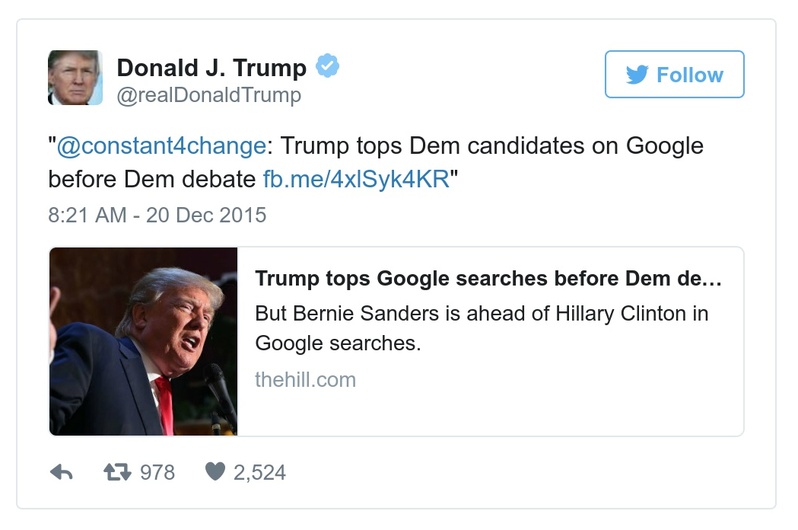 Donald J. Trump
@realDonaldTrump
Follow
"@constant4change: Trump tops Dem candidates on Google
before Dem debate fb.me/4xlSyk4KR"
8:21 AM - 20 Dec 2015
Trump tops Google searches before Dem de…
But Bernie Sanders is ahead of Hillary Clinton in
Google searches.
thehill.com
978 2,524